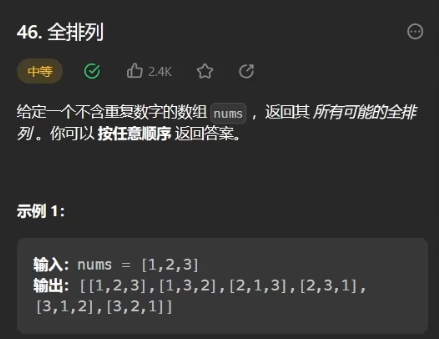 46. 全排列
中等 2.4K
给定一个不含重复数字的数组 nums ，返回其 所有可能的全排
列 。你可以 按任意顺序 返回答案。
示例 1：
输入：nums = [1,2,3]
输出：[[1,2,3],[1,3,2],[2,1,3],[2,3,1],
[3,1,2],[3,2,1]]